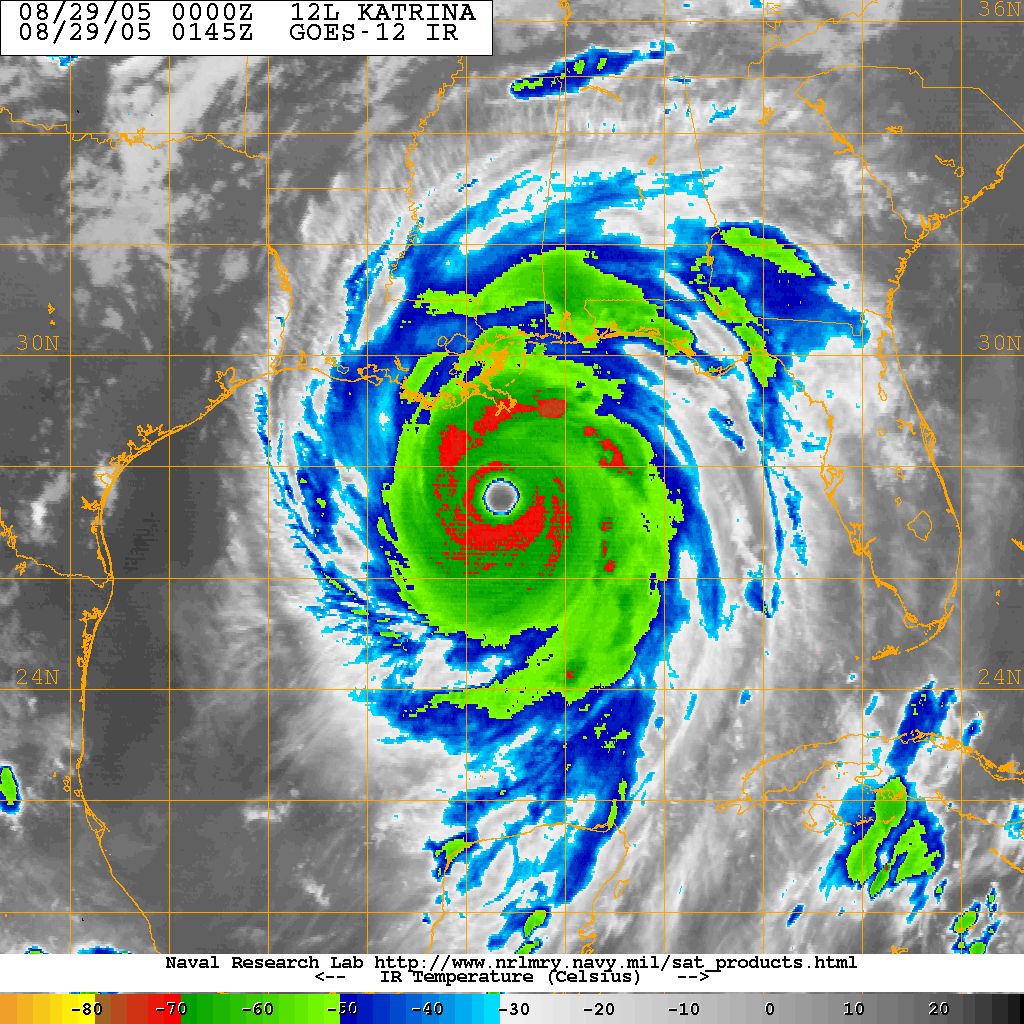 08/29/05 0000Z 12L KATRINA
08/29/05 0145Z GOES-12 IR
36N
30N 30N
24N 24N
Naval Research Lab http://www.nrlmry.navy.mil/sat_products.html
<-- IR Temperature (Celsius) -->
-80 -70 -60 -50 -40 -30 -20 -10 0 10 20